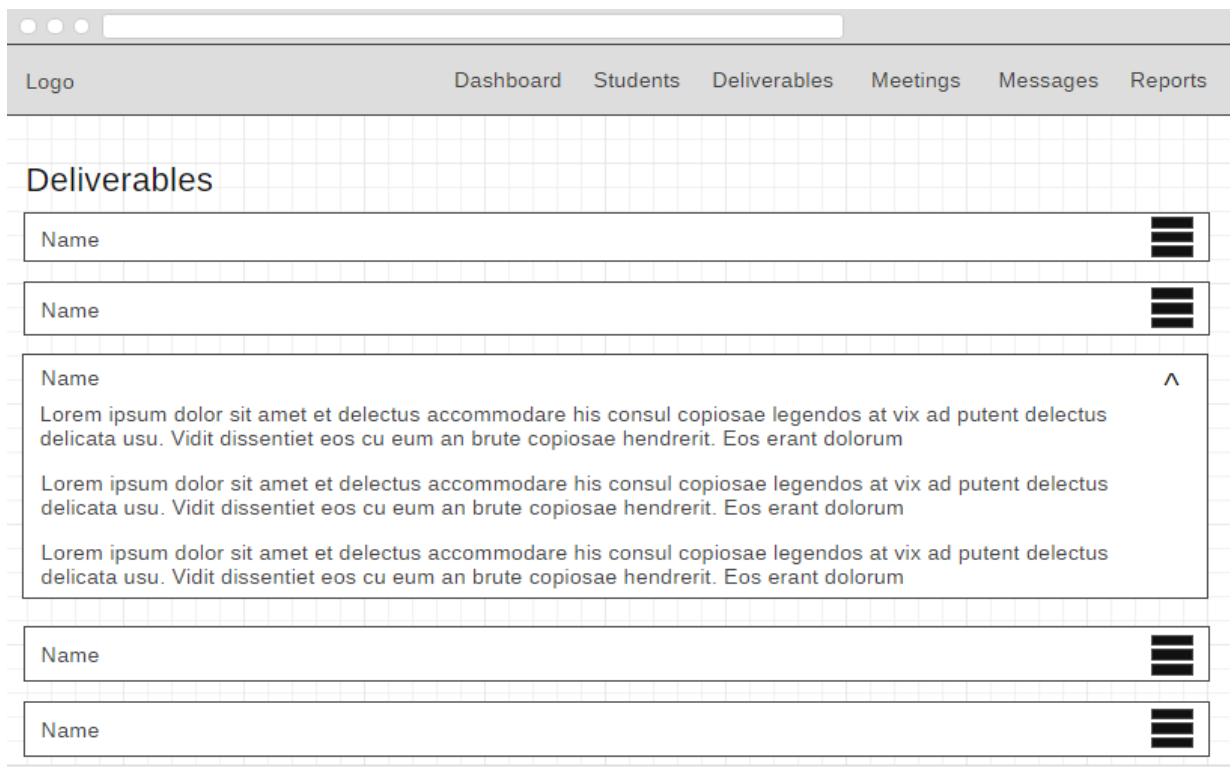 Logo
Dashboard Students Deliverables Meetings Messages Reports
Deliverables
Name
Name
Name
^
Lorem ipsum dolor sit amet et delectus accommodare his consul copiosae legendos at vix ad putent delectus
delicata usu. Vidit dissentiet eos cu eum an brute copiosae hendrerit. Eos erant dolorum
Lorem ipsum dolor sit amet et delectus accommodare his consul copiosae legendos at vix ad putent delectus
delicata usu. Vidit dissentiet eos cu eum an brute copiosae hendrerit. Eos erant dolorum
Lorem ipsum dolor sit amet et delectus accommodare his consul copiosae legendos at vix ad putent delectus
delicata usu. Vidit dissentiet eos cu eum an brute copiosae hendrerit. Eos erant dolorum
Name
Name